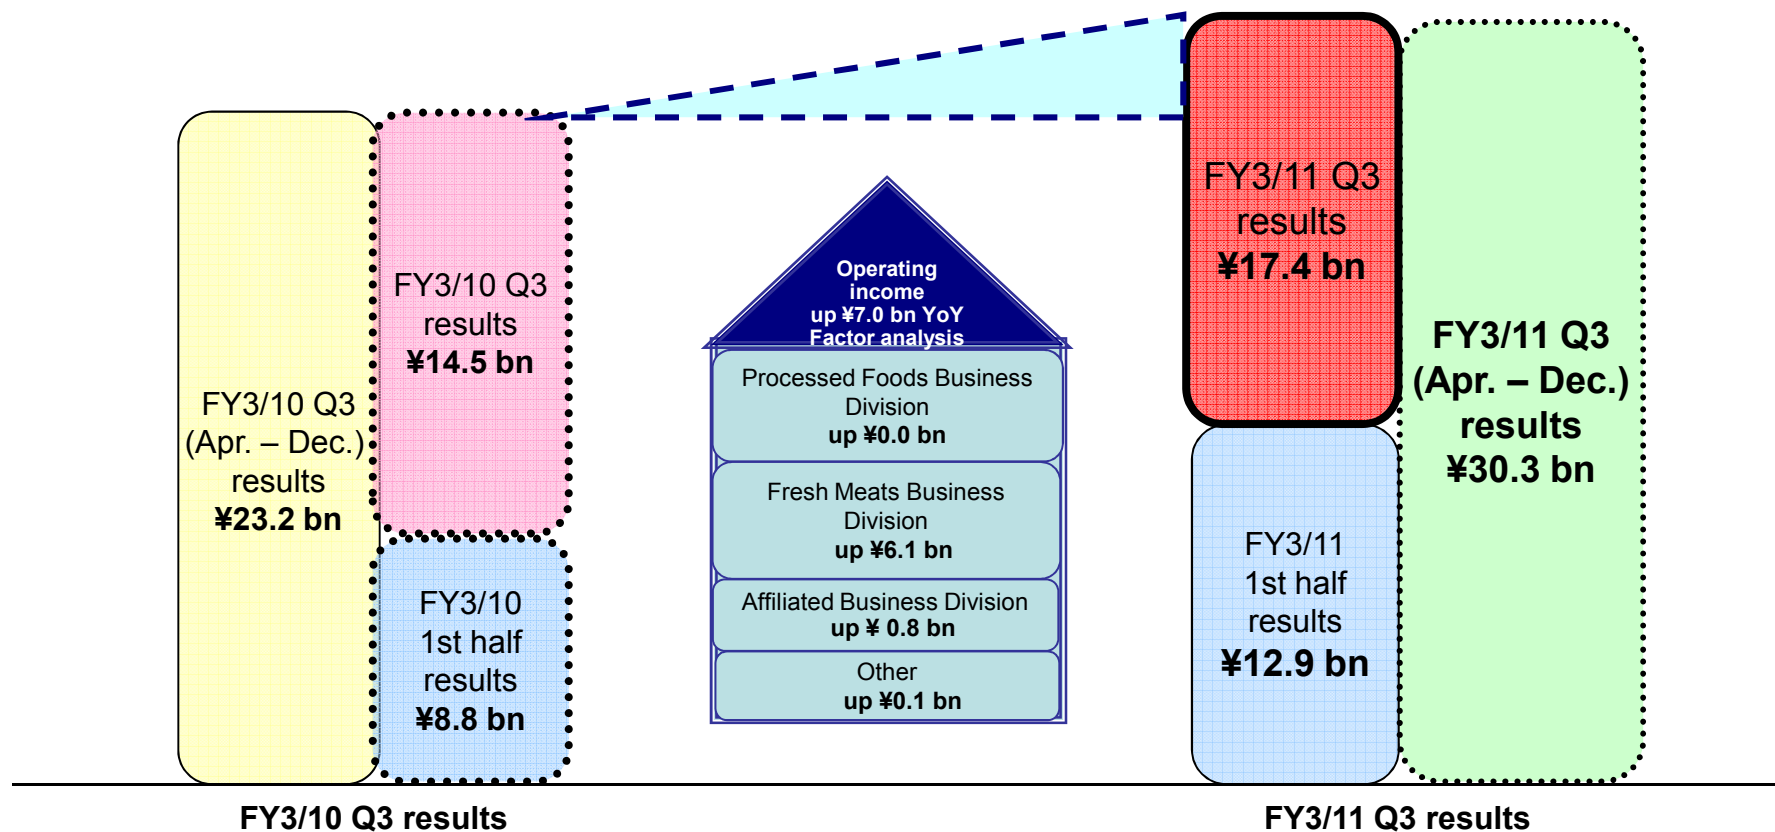 FY3/10 Q3
(Apr. – Dec.)
results
¥23.2 bn
FY3/10 Q3
results
¥14.5 bn
FY3/10
1st half
results
¥8.8 bn
Operating
income
up ¥7.0 bn YoY
Factor analysis
Processed Foods Business
Division
up ¥0.0 bn
Fresh Meats Business
Division
up ¥6.1 bn
Affiliated Business Division
up ¥ 0.8 bn
Other
up ¥0.1 bn
FY3/11 Q3
results
¥17.4 bn
FY3/11
1st half
results
¥12.9 bn
FY3/11 Q3
(Apr. – Dec.)
results
¥30.3 bn
FY3/10 Q3 results
FY3/11 Q3 results